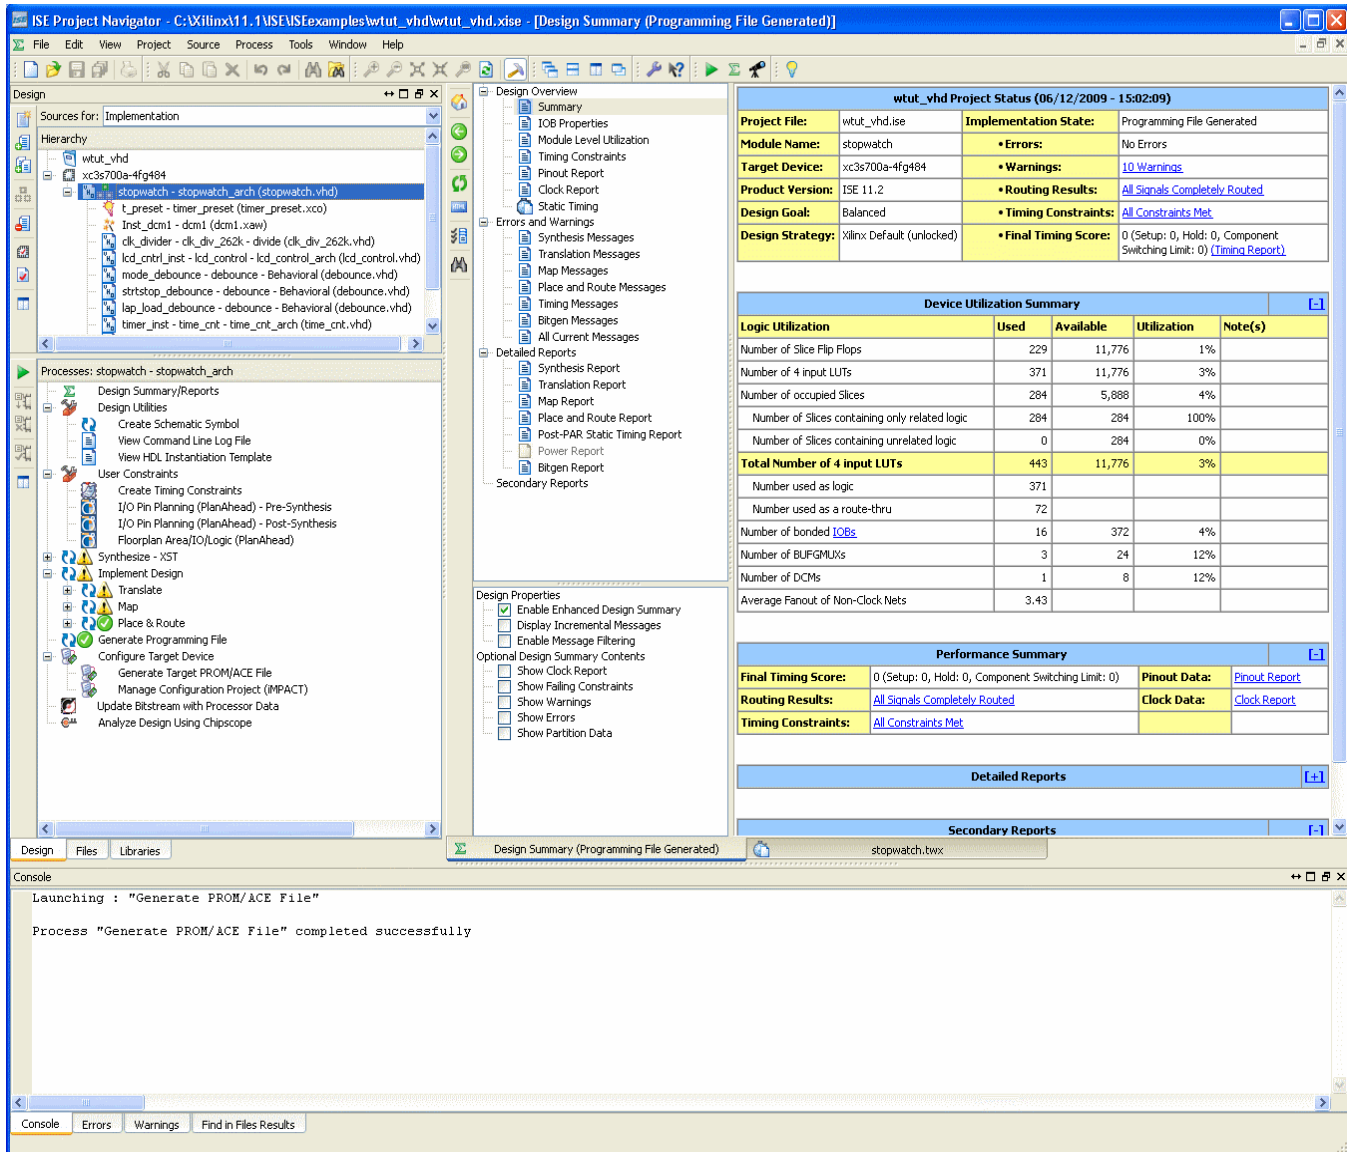 ISE Project Navigator - C:\Xilinx\11.1\ISE\ISEexamples\wtut_vhd\wtut_vhd.xise - [Design Summary (Programming File Generated)]
File Edit View Project Source Process Tools Window Help
Design
Sources for: Implementation
Hierarchy
wtut_vhd
xc3s700a-4fg484
stopwatch - stopwatch_arch (stopwatch.vhd)
t_preset - timer_preset (timer_preset.xco)
Inst_dcm1 - dcm1 (dcm1.xaw)
clk_divider - clk_div_262k - divide (clk_div_262k.vhd)
lcd_cntrl_inst - lcd_control - lcd_control_arch (lcd_control.vhd)
mode_debounce - debounce - Behavioral (debounce.vhd)
strtstop_debounce - debounce - Behavioral (debounce.vhd)
lap_load_debounce - debounce - Behavioral (debounce.vhd)
timer_inst - time_cnt - time_cnt_arch (time_cnt.vhd)
Processes: stopwatch - stopwatch_arch
Design Summary/Reports
Design Utilities
Create Schematic Symbol
View Command Line Log File
View HDL Instantiation Template
User Constraints
Create Timing Constraints
I/O Pin Planning (PlanAhead) - Pre-Synthesis
I/O Pin Planning (PlanAhead) - Post-Synthesis
Floorplan Area/IO/Logic (PlanAhead)
Synthesize - XST
Implement Design
Translate
Map
Place & Route
Generate Programming File
Configure Target Device
Generate Target PROM/ACE File
Manage Configuration Project (iMPACT)
Update Bitstream with Processor Data
Analyze Design Using Chipscope
Design Files Libraries
Design Overview
Summary
IOB Properties
Module Level Utilization
Timing Constraints
Pinout Report
Clock Report
Static Timing
Errors and Warnings
Synthesis Messages
Translation Messages
Map Messages
Place and Route Messages
Timing Messages
Bitgen Messages
All Current Messages
Detailed Reports
Synthesis Report
Translation Report
Map Report
Place and Route Report
Post-PAR Static Timing Report
Power Report
Bitgen Report
Secondary Reports
Design Properties
Enable Enhanced Design Summary
Display Incremental Messages
Enable Message Filtering
Optional Design Summary Contents
Show Clock Report
Show Failing Constraints
Show Warnings
Show Errors
Show Partition Data
wtut_vhd Project Status (06/12/2009 - 15:02:09)
Project File: wtut_vhd.ise Implementation State: Programming File Generated
Module Name: stopwatch • Errors: No Errors
Target Device: xc3s700a-4fg484 • Warnings: 10 Warnings
Product Version: ISE 11.2 • Routing Results: All Signals Completely Routed
Design Goal: Balanced • Timing Constraints: All Constraints Met
Design Strategy: Xilinx Default (unlocked) • Final Timing Score: 0 (Setup: 0, Hold: 0, Component
Switching Limit: 0) (Timing Report)
Device Utilization Summary [-]
Logic Utilization Used Available Utilization Note(s)
Number of Slice Flip Flops 229 11,776 1%
Number of 4 input LUTs 371 11,776 3%
Number of occupied Slices 284 5,888 4%
Number of Slices containing only related logic 284 284 100%
Number of Slices containing unrelated logic 0 284 0%
Total Number of 4 input LUTs 443 11,776 3%
Number used as logic 371
Number used as a route-thru 72
Number of bonded IOBs 16 372 4%
Number of BUFGMUXs 3 24 12%
Number of DCMs 1 8 12%
Average Fanout of Non-Clock Nets 3.43
Performance Summary [-]
Final Timing Score: 0 (Setup: 0, Hold: 0, Component Switching Limit: 0) Pinout Data: Pinout Report
Routing Results: All Signals Completely Routed Clock Data: Clock Report
Timing Constraints: All Constraints Met
Detailed Reports [+]
Secondary Reports [-]
Design Summary (Programming File Generated) stopwatch.twx
Console
Launching : "Generate PROM/ACE File"
Process "Generate PROM/ACE File" completed successfully
Console Errors Warnings Find in Files Results